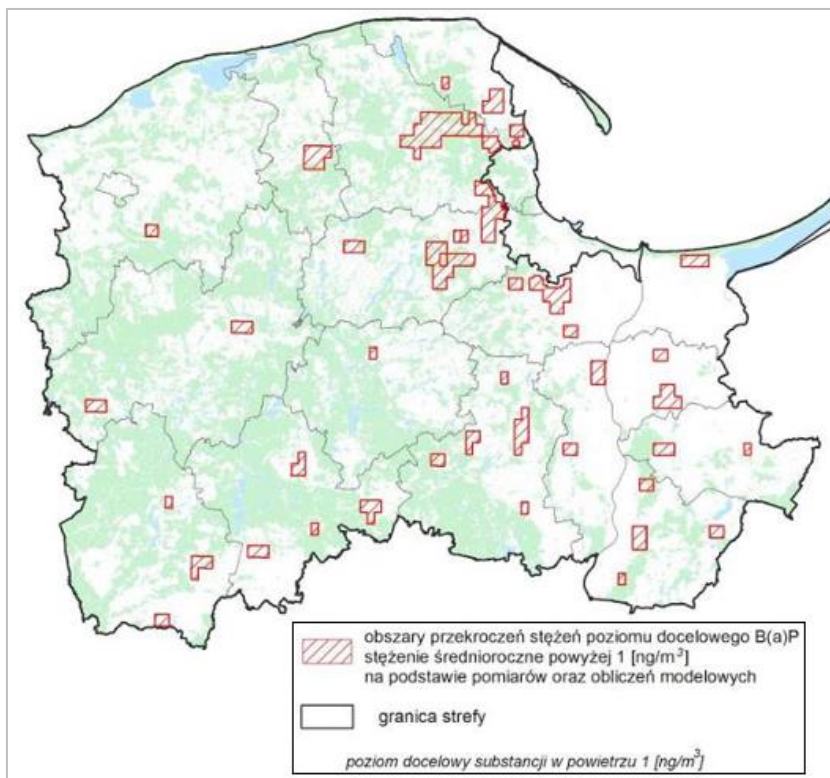 obszary przekroczeń stężeń poziomu docelowego B(a)P
stężenie średnioroczne powyżej 1 [ng/m³]
na podstawie pomiarów oraz obliczeń modelowych
granica strefy
poziom docelowy substancji w powietrzu 1 [ng/m³]